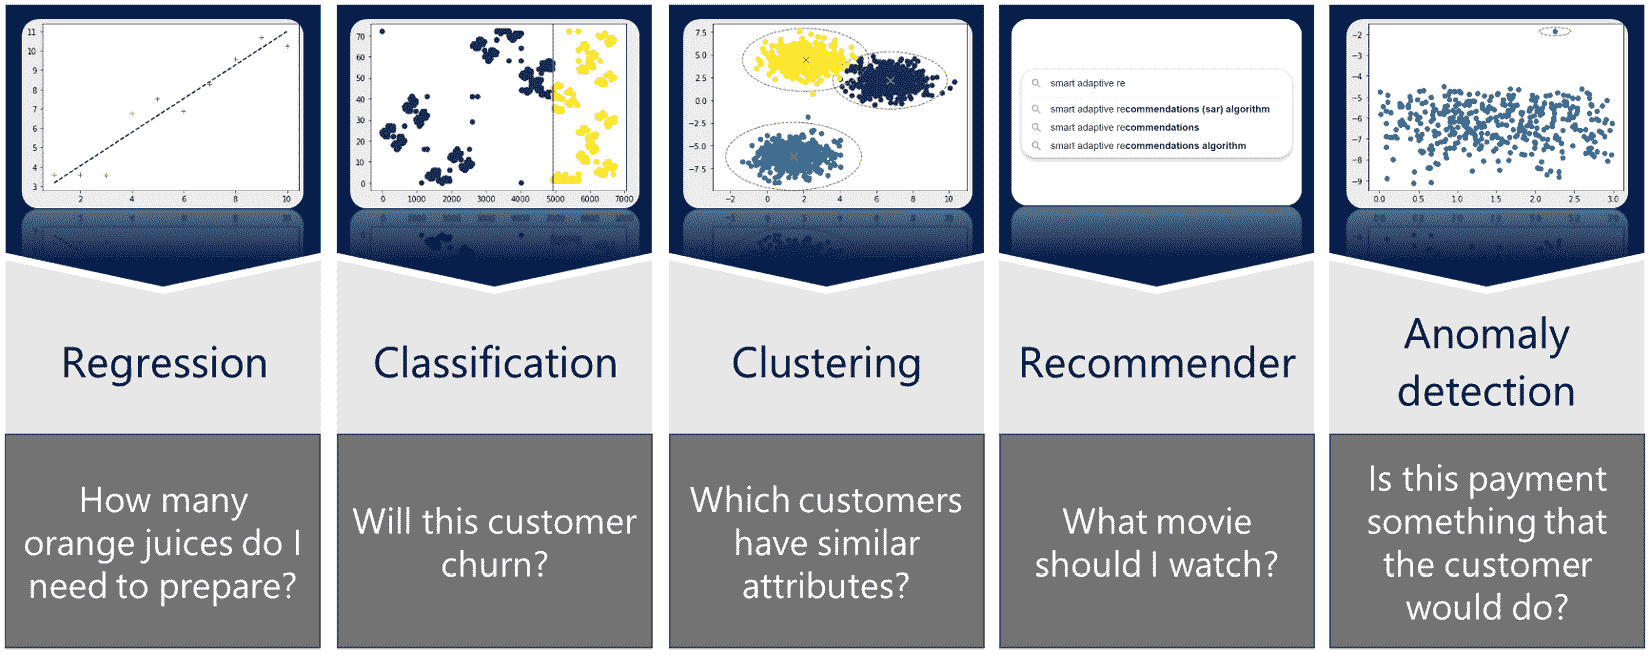 11
10
9
8
7
6
5
4
3
2 4 6 8 10
70
60
50
40
30
20
10
0
0 1000 2000 3000 4000 5000 6000 7000
7.5
5.0
2.5
0.0
−2.5
−5.0
−7.5
−2 0 2 4 6 8 10
smart adaptive re
smart adaptive recommendations (sar) algorithm
smart adaptive recommendations
smart adaptive recommendations algorithm
−2
−3
−4
−5
−6
−7
−8
−9
0.0 0.5 1.0 1.5 2.0 2.5 3.0
Regression
How many
orange juices do I
need to prepare?
Classification
Will this customer
churn?
Clustering
Which customers
have similar
attributes?
Recommender
What movie
should I watch?
Anomaly
detection
Is this payment
something that
the customer
would do?